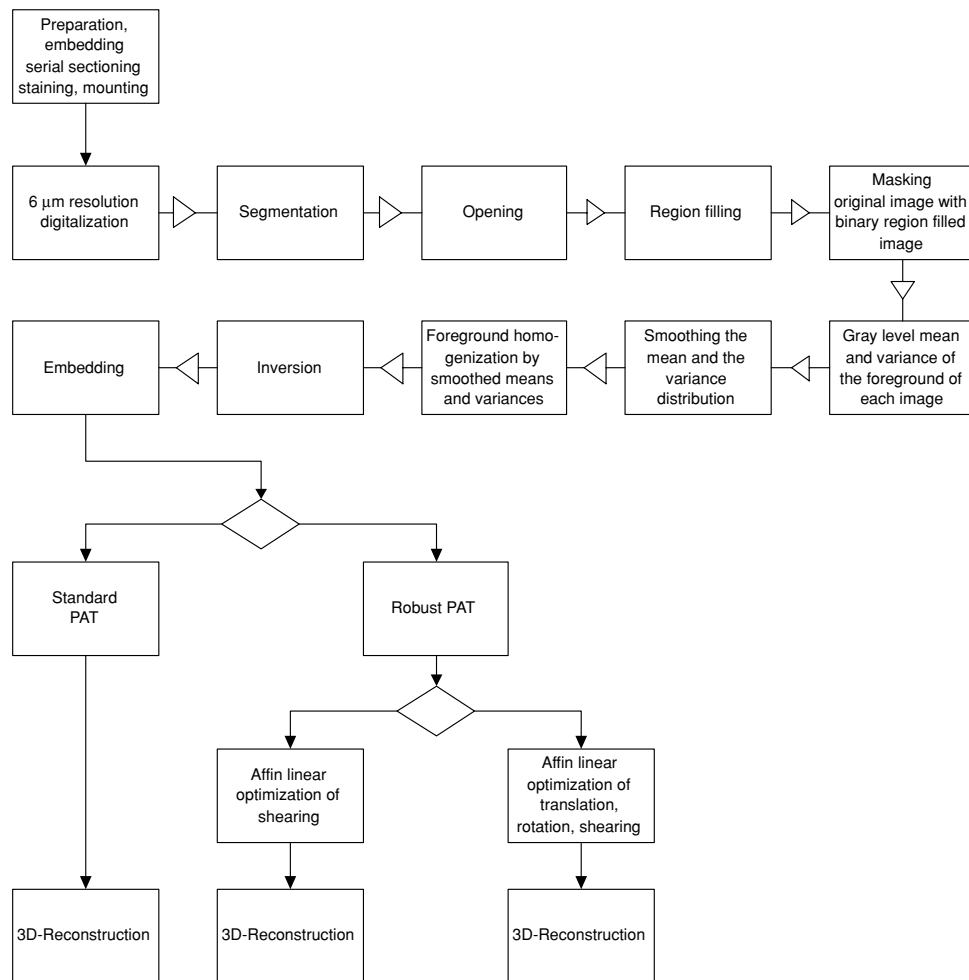 Preparation,
embedding
serial sectioning
staining, mounting
6 μm resolution
digitalization
Segmentation
Opening
Region filling
Masking
original image with
binary region filled
image
Embedding
Inversion
Foreground homo-
genization by
smoothed means
and variances
Smoothing the
mean and the
variance
distribution
Gray level mean
and variance of
the foreground of
each image
Standard
PAT
Robust PAT
Affin linear
optimization of
shearing
Affin linear
optimization of
translation,
rotation, shearing
3D-Reconstruction
3D-Reconstruction
3D-Reconstruction